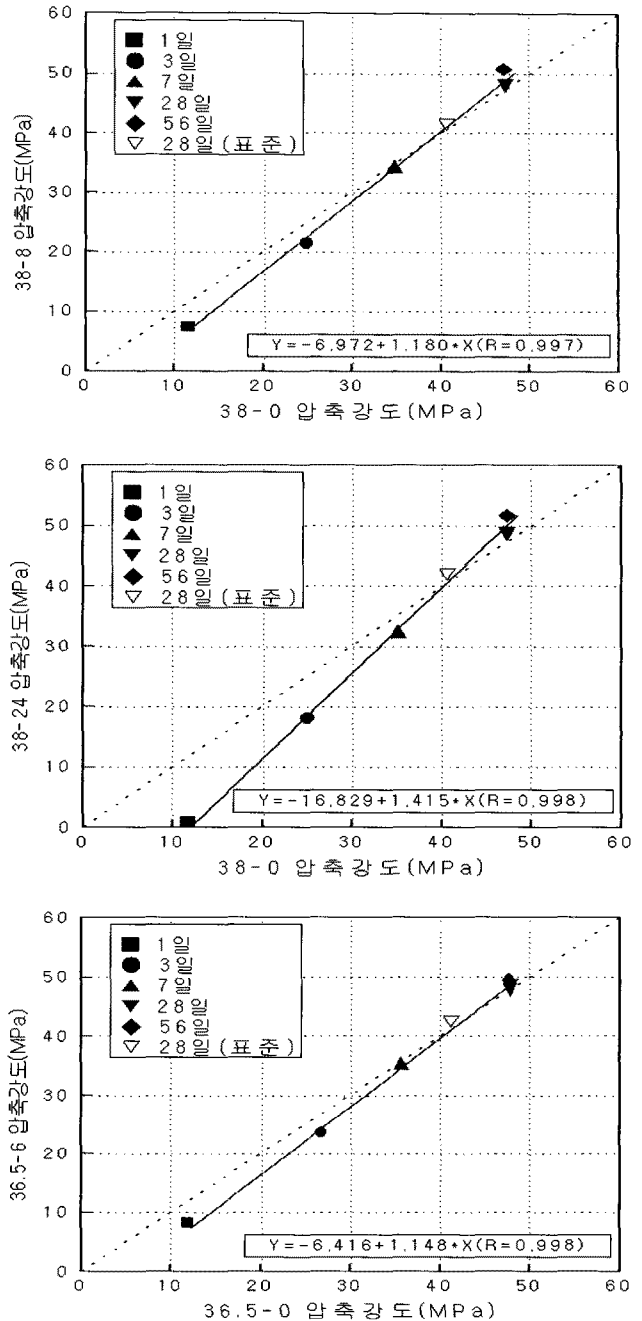 60
50
40
30
20
10
0
38-8 압축강도(MPa)
1일
3일
7일
28일
56일
28일(표준)
Y=-6.972+1.180*X(R=0.997)
0 10 20 30 40 50 60
38-0 압축강도(MPa)
60
50
40
30
20
10
0
38-24 압축강도(MPa)
1일
3일
7일
28일
56일
28일(표준)
Y=-16.829+1.415*X(R=0.998)
0 10 20 30 40 50 60
38-0 압축강도(MPa)
60
50
40
30
20
10
0
36.5-6 압축강도(MPa)
1일
3일
7일
28일
56일
28일(표준)
Y=-6.416+1.148*X(R=0.998)
0 10 20 30 40 50 60
36.5-0 압축강도(MPa)